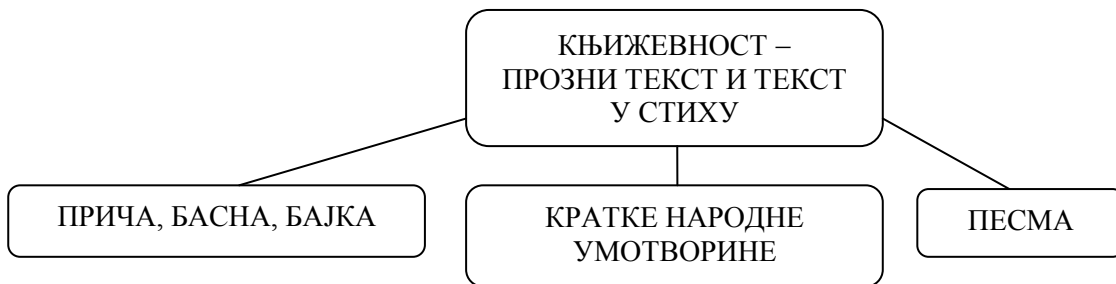 КЊИЖЕВНОСТ –
ПРОЗНИ ТЕКСТ И ТЕКСТ
У СТИХУ
ПРИЧА, БАСНА, БАЈКА
КРАТКЕ НАРОДНЕ
УМОТВОРИНЕ
ПЕСМА